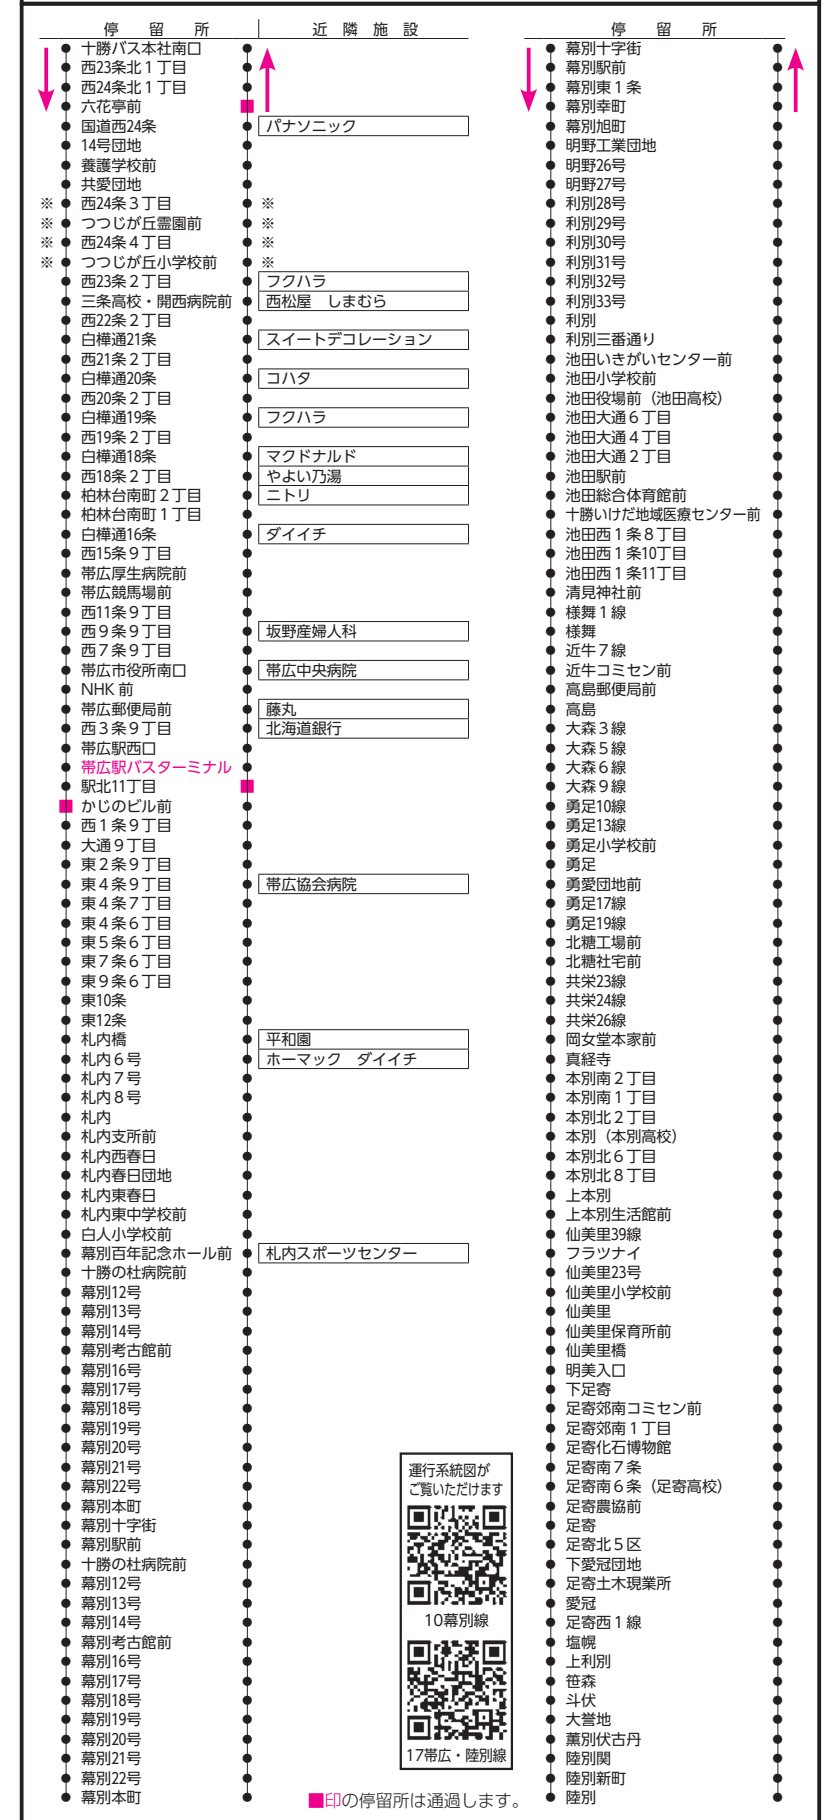 停留所 近隣施設
十勝バス本社南口
西23条北1丁目
西24条北1丁目
六花亭前 ■
国道西24条 パナソニック
14号団地
養護学校前
共愛団地
※ 西24条3丁目 ※
※ つつじが丘霊園前 ※
※ 西24条4丁目 ※
※ つつじが丘小学校前 ※
西23条2丁目 フクハラ
三条高校・開西病院前 西松屋 しまむら
西22条2丁目
白樺通21条 スイートデコレーション
西21条2丁目
白樺通20条 コハタ
西20条2丁目
白樺通19条 フクハラ
西19条2丁目
白樺通18条 マクドナルド
西18条2丁目 やよい乃湯
柏林台南町2丁目 ニトリ
柏林台南町1丁目
白樺通16条 ダイイチ
西15条9丁目
帯広厚生病院前
帯広競馬場前
西11条9丁目
西9条9丁目 坂野産婦人科
西7条9丁目
帯広市役所南口 帯広中央病院
NHK前
帯広郵便局前 藤丸
西3条9丁目 北海道銀行
帯広駅西口
帯広駅バスターミナル
駅北11丁目 ■
■ かじのビル前
西1条9丁目
大通9丁目
東2条9丁目
東4条9丁目 帯広協会病院
東4条7丁目
東4条6丁目
東5条6丁目
東7条6丁目
東9条6丁目
東10条
東12条
札内橋 平和園
札内6号 ホーマック ダイイチ
札内7号
札内8号
札内
札内支所前
札内西春日
札内春日団地
札内東春日
札内東中学校前
白人小学校前
幕別百年記念ホール前 札内スポーツセンター
十勝の杜病院前
幕別12号
幕別13号
幕別14号
幕別考古館前
幕別16号
幕別17号
幕別18号
幕別19号
幕別20号
幕別21号
幕別22号
幕別本町
幕別十字街
幕別駅前
十勝の杜病院前
幕別12号
幕別13号
幕別14号
幕別考古館前
幕別16号
幕別17号
幕別18号
幕別19号
幕別20号
幕別21号
幕別22号
幕別本町
運行系統図が
ご覧いただけます
10幕別線
17帯広・陸別線
■印の停留所は通過します。
停留所
幕別十字街
幕別駅前
幕別東1条
幕別幸町
幕別旭町
明野工業団地
明野26号
明野27号
利別28号
利別29号
利別30号
利別31号
利別32号
利別33号
利別
利別三番通り
池田いきがいセンター前
池田小学校前
池田役場前（池田高校）
池田大通6丁目
池田大通4丁目
池田大通2丁目
池田駅前
池田総合体育館前
十勝いけだ地域医療センター前
池田西1条8丁目
池田西1条10丁目
池田西1条11丁目
清見神社前
様舞1線
様舞
近牛7線
近牛コミセン前
高島郵便局前
高島
大森3線
大森5線
大森6線
大森9線
勇足10線
勇足13線
勇足小学校前
勇足
勇愛団地前
勇足17線
勇足19線
北糖工場前
北糖社宅前
共栄23線
共栄24線
共栄26線
岡女堂本家前
真経寺
本別南2丁目
本別南1丁目
本別北2丁目
本別（本別高校）
本別北6丁目
本別北8丁目
上本別
上本別生活館前
仙美里39線
フラツナイ
仙美里23号
仙美里小学校前
仙美里
仙美里保育所前
仙美里橋
明美入口
下足寄
足寄郊南コミセン前
足寄郊南1丁目
足寄化石博物館
足寄南7条
足寄南6条（足寄高校）
足寄農協前
足寄
足寄北5区
下愛冠団地
足寄土木現業所
愛冠
足寄西1線
塩幌
上利別
笹森
斗伏
大誉地
薫別伏古丹
陸別関
陸別新町
陸別